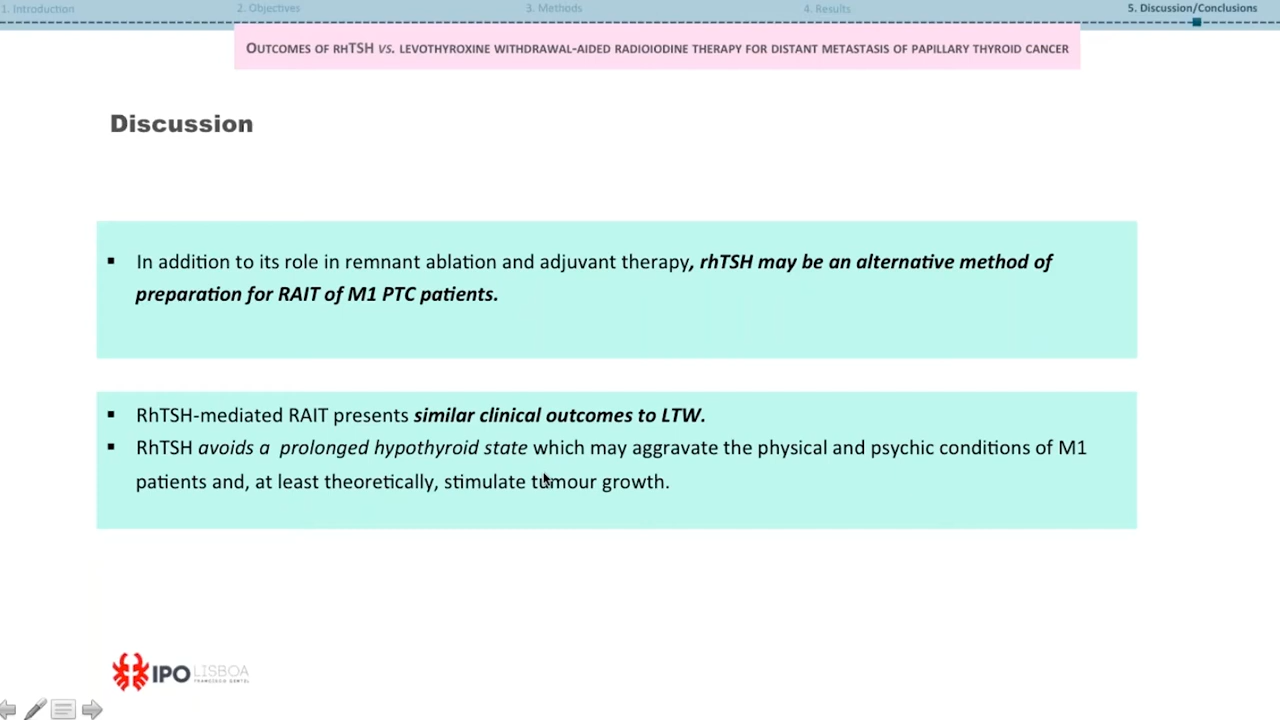 1. Introduction 2. Objectives 3. Methods 4. Results 5. Discussion/Conclusions
OUTCOMES OF RHTSH VS. LEVOTHYROXINE WITHDRAWAL-AIDED RADIOIODINE THERAPY FOR DISTANT METASTASIS OF PAPILLARY THYROID CANCER
Discussion
▪ In addition to its role in remnant ablation and adjuvant therapy, rhTSH may be an alternative method of
preparation for RAIT of M1 PTC patients.
▪ RhTSH-mediated RAIT presents similar clinical outcomes to LTW.
▪ RhTSH avoids a prolonged hypothyroid state which may aggravate the physical and psychic conditions of M1
patients and, at least theoretically, stimulate tumour growth.
IPO LISBOA
FRANCISCO GENTIL